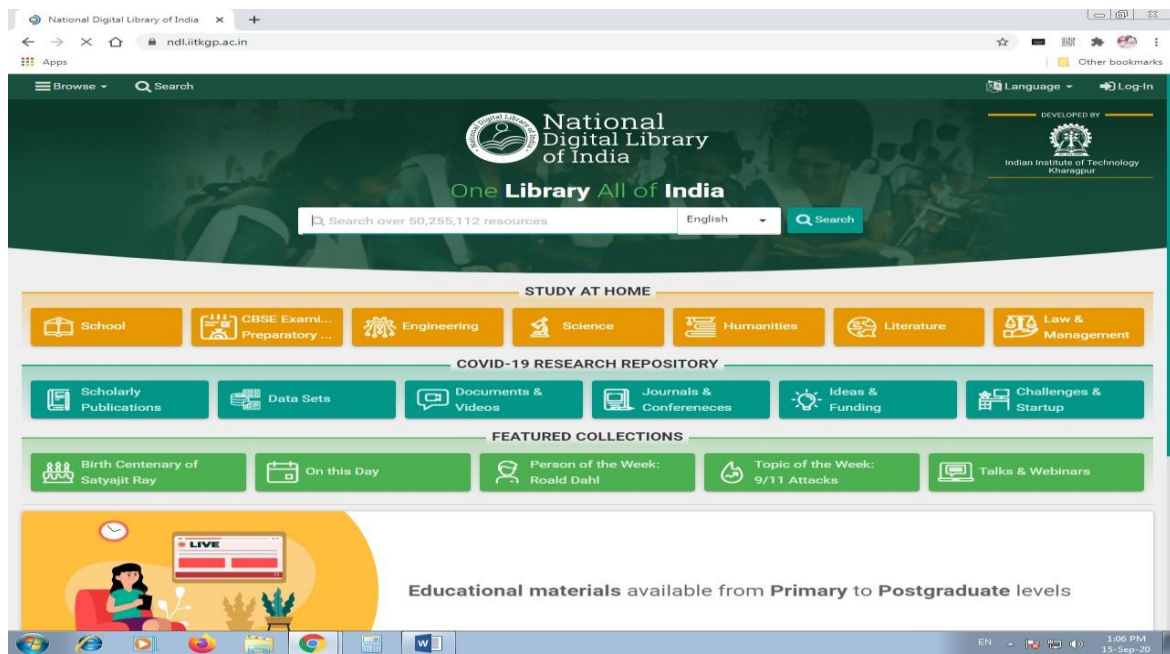 National Digital Library of India
ndl.iitkgp.ac.in
Apps
Other bookmarks
Browse
Search
Language
Log-In
National
Digital Library
of India
DEVELOPED BY
Indian Institute of Technology
Kharagpur
One Library All of India
Search over 50,255,112 resources
English
Search
STUDY AT HOME
School
CBSE Exami...
Preparatory ...
Engineering
Science
Humanities
Literature
Law &
Management
COVID-19 RESEARCH REPOSITORY
Scholarly
Publications
Data Sets
Documents &
Videos
Journals &
Confereneces
Ideas &
Funding
Challenges &
Startup
FEATURED COLLECTIONS
Birth Centenary of
Satyajit Ray
On this Day
Person of the Week:
Roald Dahl
Topic of the Week:
9/11 Attacks
Talks & Webinars
LIVE
Educational materials available from Primary to Postgraduate levels
EN
1:06 PM
15-Sep-20